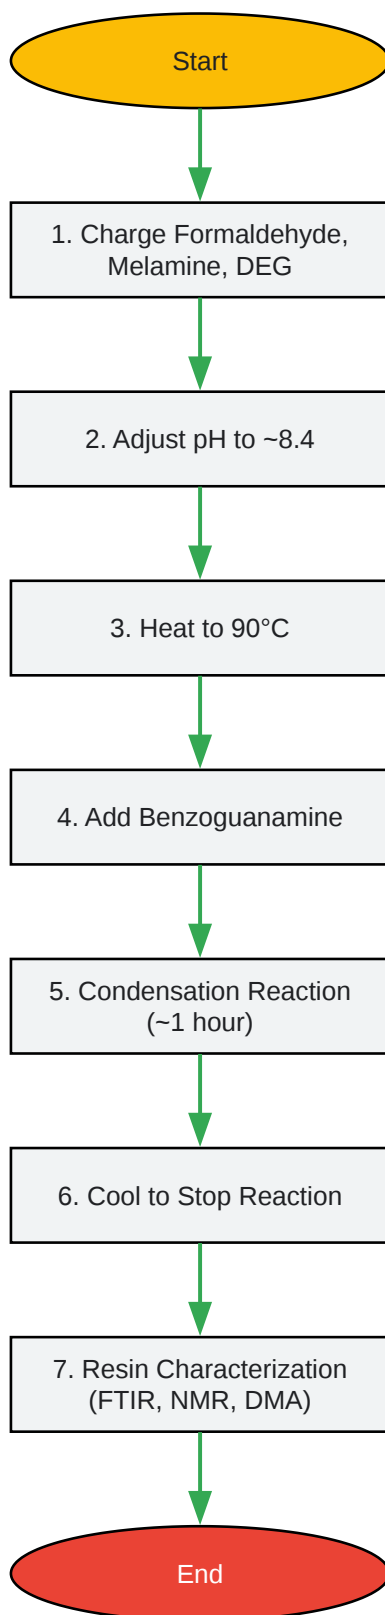 Start
1. Charge Formaldehyde,
Melamine, DEG
2. Adjust pH to ~8.4
3. Heat to 90°C
4. Add Benzoguanamine
5. Condensation Reaction
(~1 hour)
6. Cool to Stop Reaction
7. Resin Characterization
(FTIR, NMR, DMA)
End